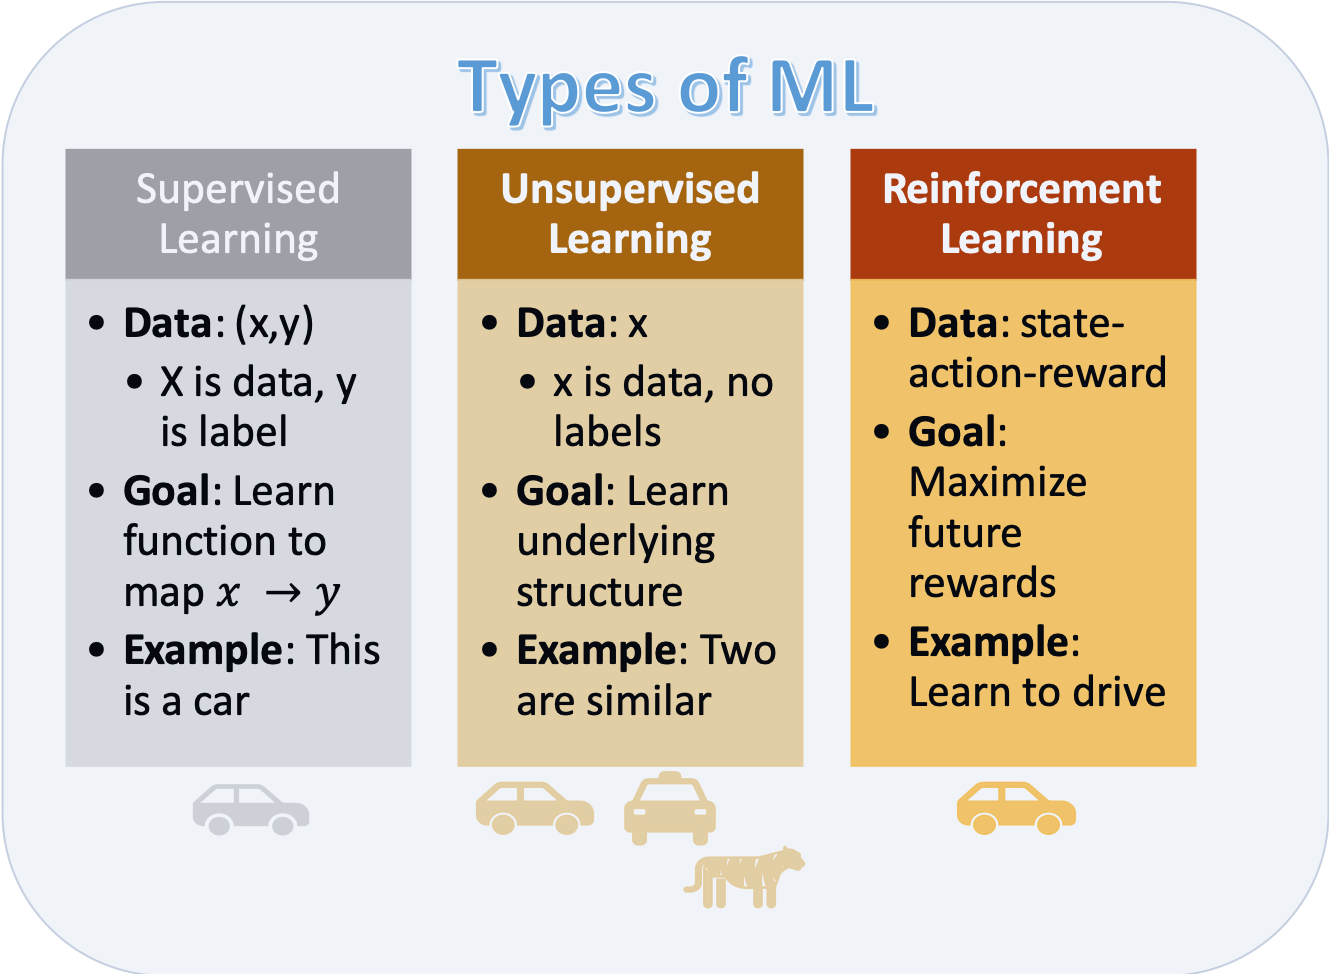 Types of ML
Supervised
Learning
• Data: (x,y)
• X is data, y
is label
• Goal: Learn
function to
map x → y
• Example: This
is a car
Unsupervised
Learning
• Data: x
• x is data, no
labels
• Goal: Learn
underlying
structure
• Example: Two
are similar
Reinforcement
Learning
• Data: state-
action-reward
• Goal:
Maximize
future
rewards
• Example:
Learn to drive